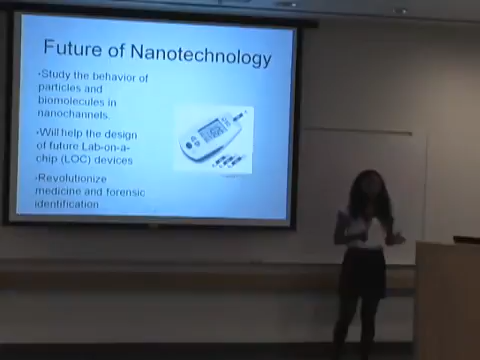 Future of Nanotechnology
·Study the behavior of
particles and
biomolecules in
nanochannels.
·Will help the design
of future Lab-on-a-
chip (LOC) devices
·Revolutionize
medicine and forensic
identification...